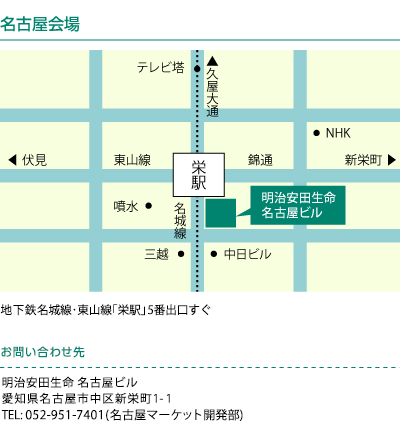 名古屋会場
テレビ塔
久屋大通
NHK
伏見
東山線
栄駅
錦通
新栄町
噴水
名城線
明治安田生命
名古屋ビル
三越
中日ビル
地下鉄名城線・東山線「栄駅」5番出口すぐ
お問い合わせ先
明治安田生命 名古屋ビル
愛知県名古屋市中区新栄町1-1
TEL: 052-951-7401(名古屋マーケット開発部)